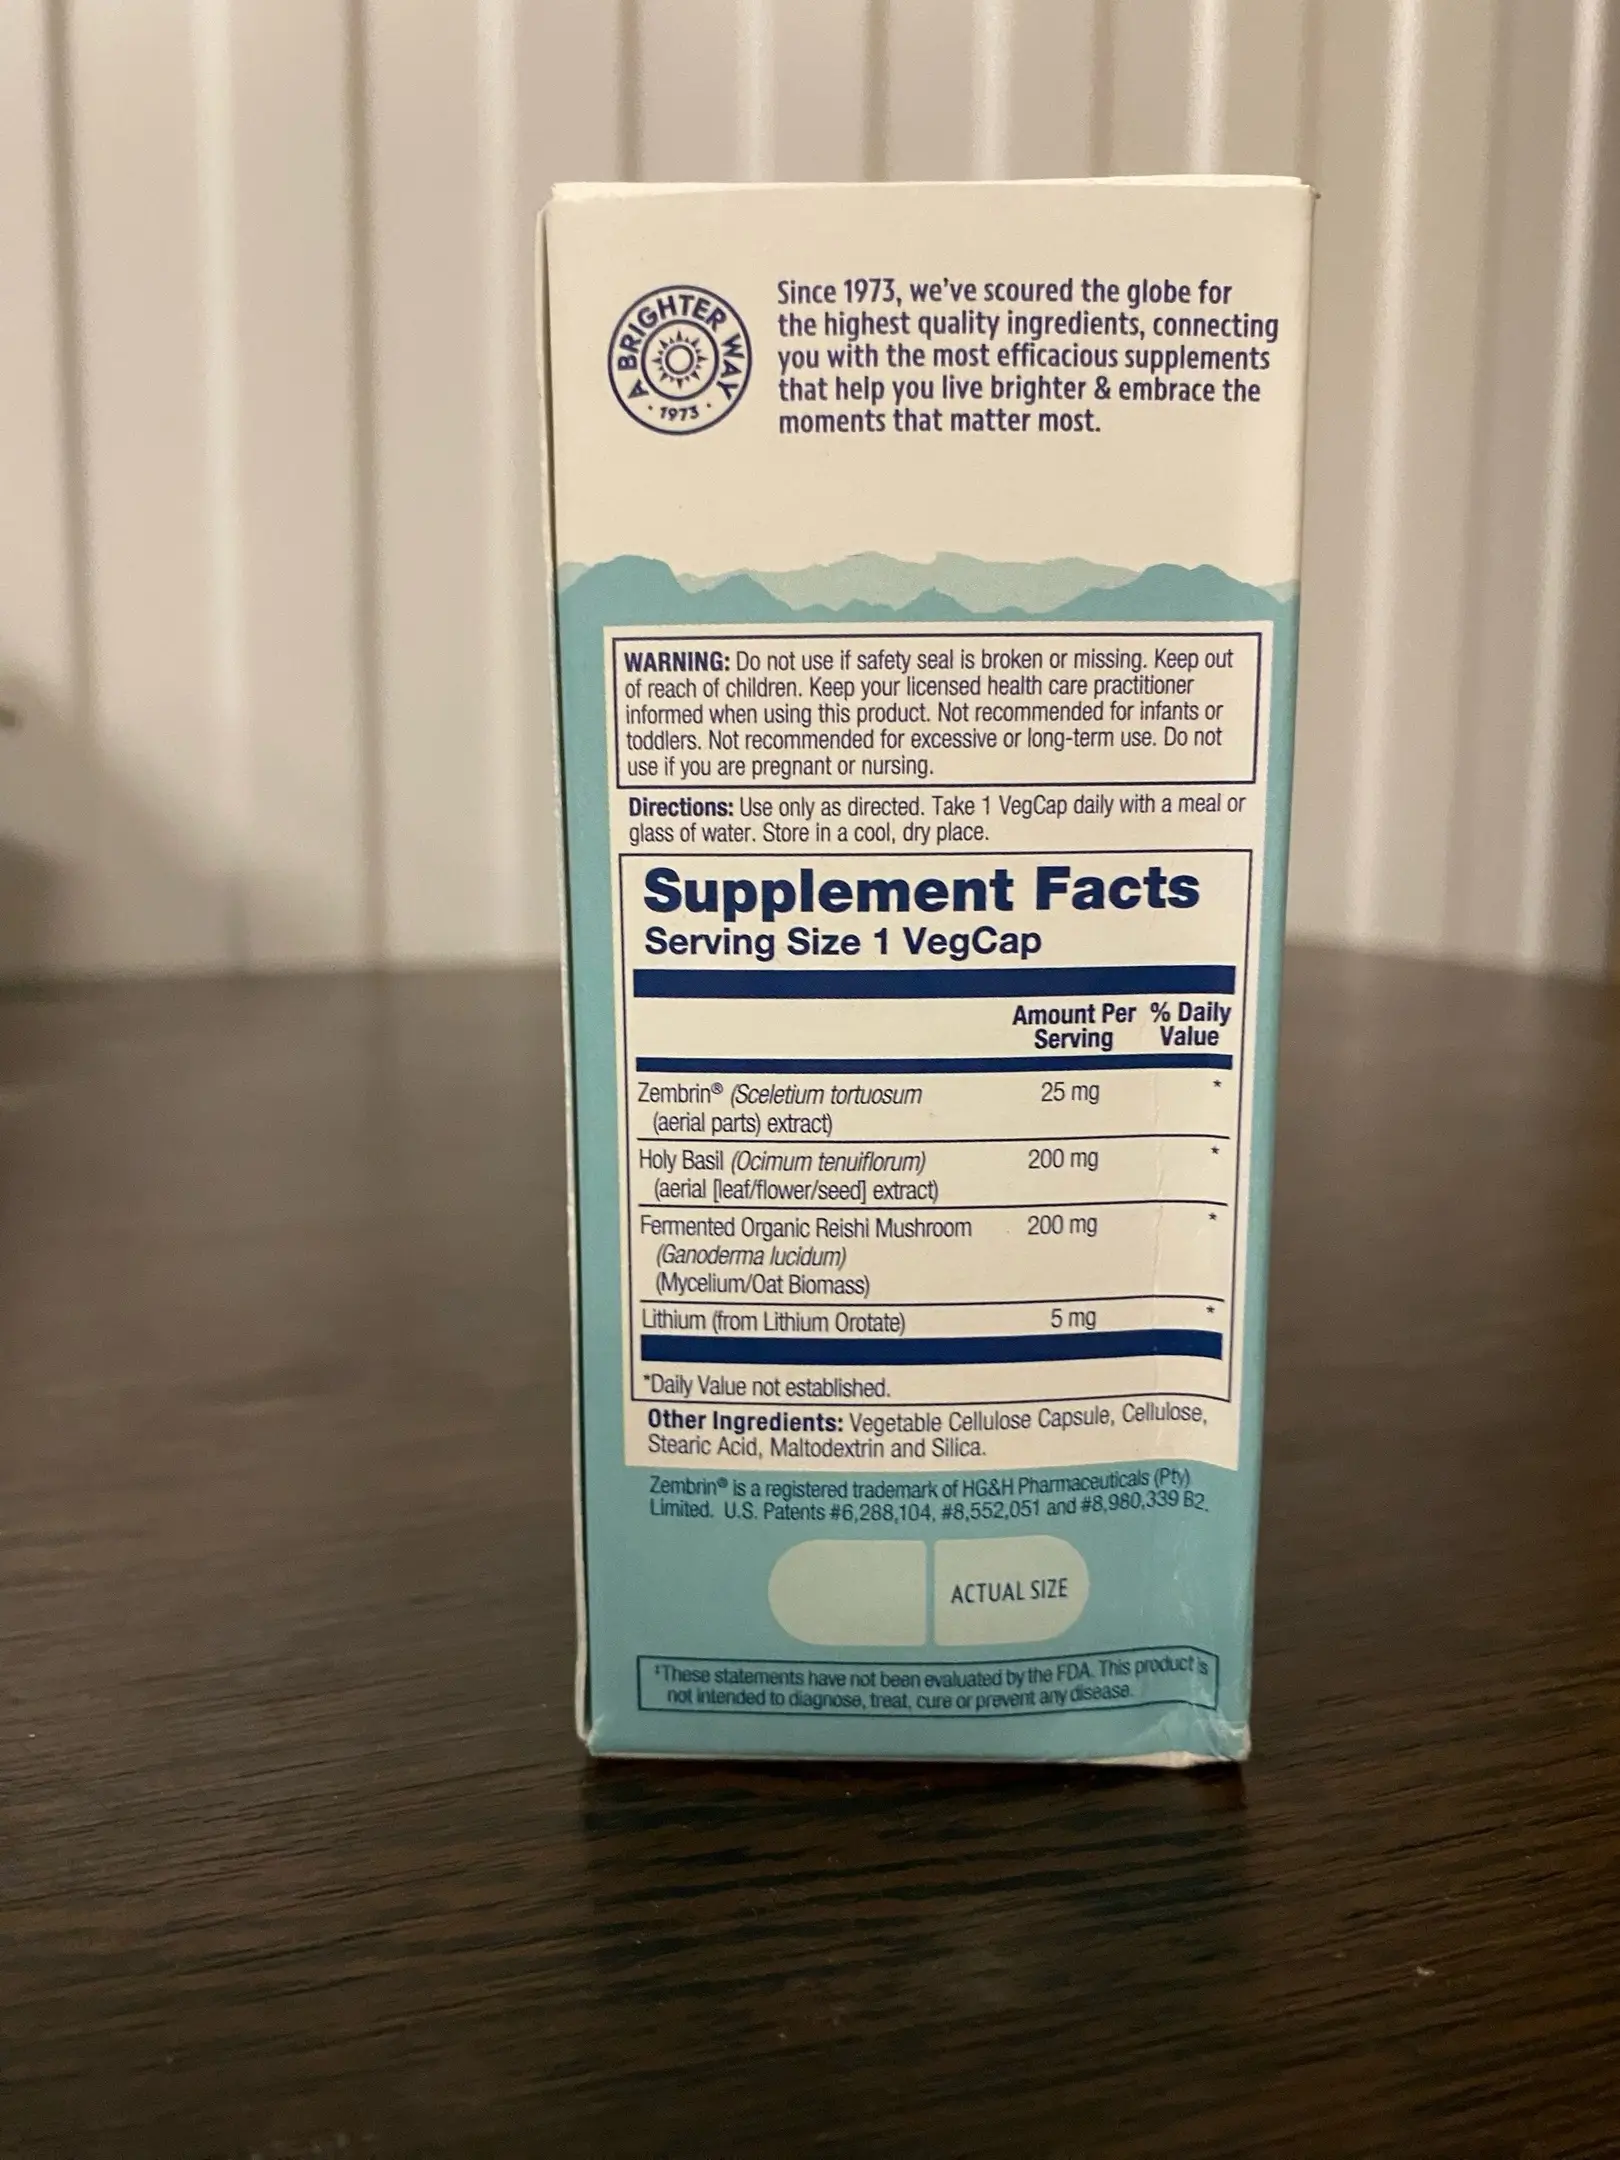 A BRIGHTER WAY
• 1973 •
Since 1973, we've scoured the globe for
the highest quality ingredients, connecting
you with the most efficacious supplements
that help you live brighter & embrace the
moments that matter most.
WARNING: Do not use if safety seal is broken or missing. Keep out
of reach of children. Keep your licensed health care practitioner
informed when using this product. Not recommended for infants or
toddlers. Not recommended for excessive or long-term use. Do not
use if you are pregnant or nursing.
Directions: Use only as directed. Take 1 VegCap daily with a meal or
glass of water. Store in a cool, dry place.
Supplement Facts
Serving Size 1 VegCap
Amount Per % Daily
Serving Value
Zembrin® (Sceletium tortuosum 25 mg *
(aerial parts) extract)
Holy Basil (Ocimum tenuiflorum) 200 mg *
(aerial [leaf/flower/seed] extract)
Fermented Organic Reishi Mushroom 200 mg *
(Ganoderma lucidum)
(Mycelium/Oat Biomass)
Lithium (from Lithium Orotate) 5 mg *
*Daily Value not established.
Other Ingredients: Vegetable Cellulose Capsule, Cellulose,
Stearic Acid, Maltodextrin and Silica.
Zembrin® is a registered trademark of HG&H Pharmaceuticals (Pty)
Limited. U.S. Patents #6,288,104, #8,552,051 and #8,980,339 B2.
ACTUAL SIZE
‡These statements have not been evaluated by the FDA. This product is
not intended to diagnose, treat, cure or prevent any disease.